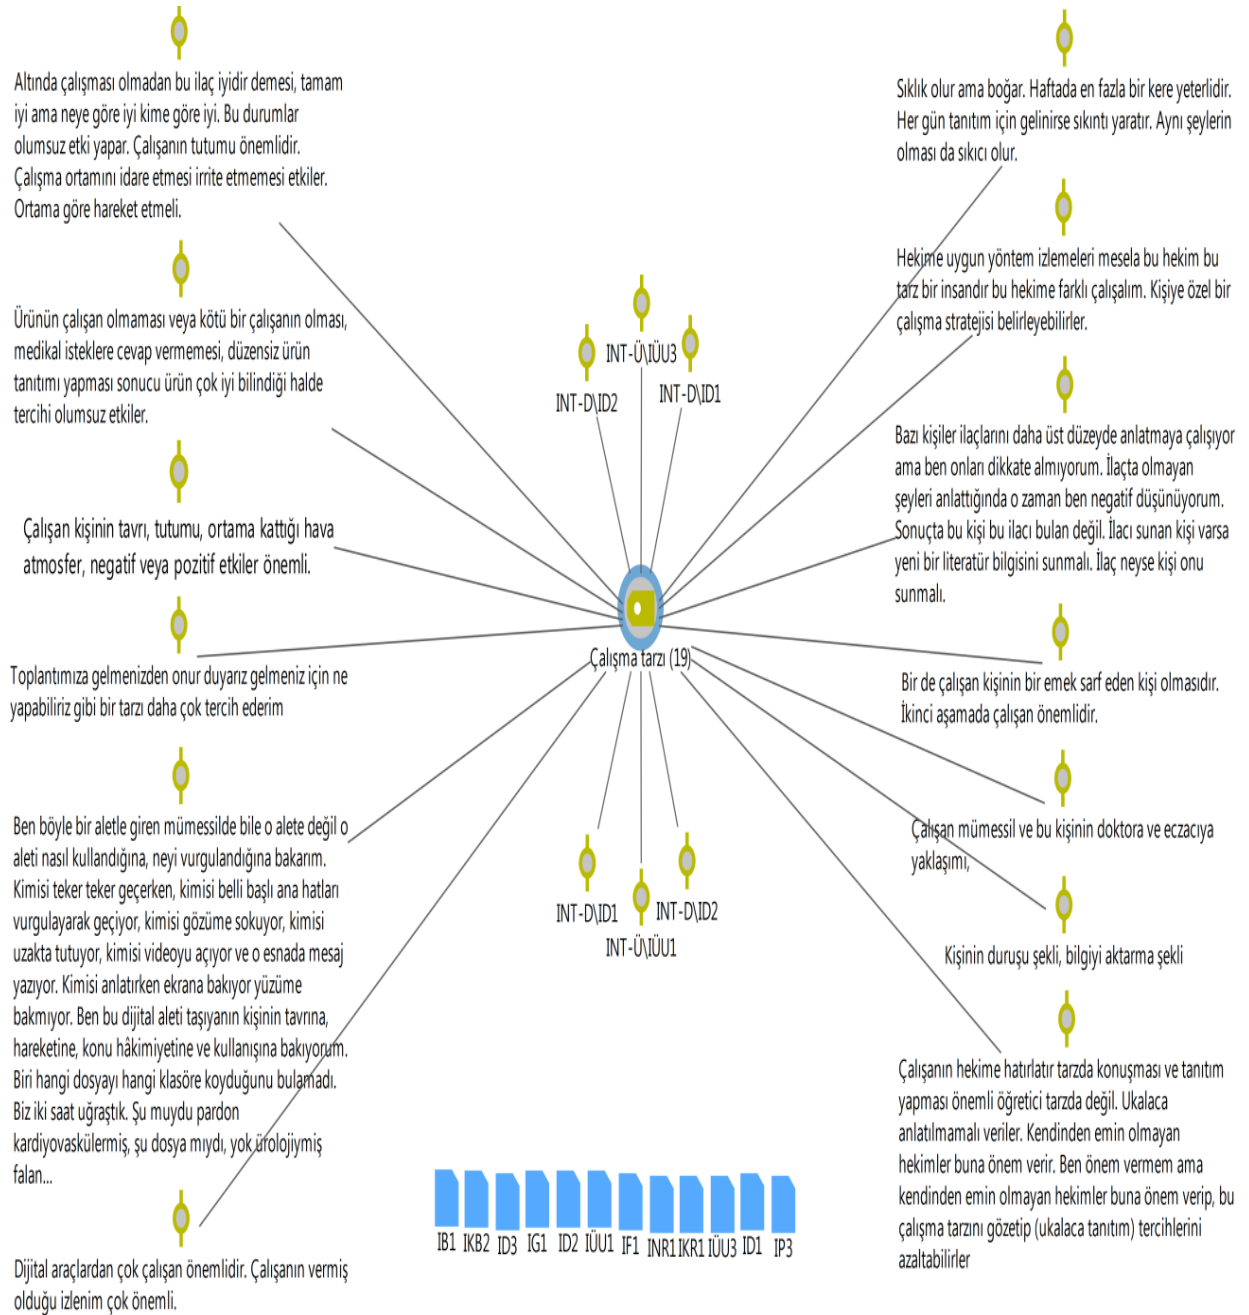 Altında çalışması olmadan bu ilaç iyidir demesi, tamam
iyi ama neye göre iyi kime göre iyi. Bu durumlar
olumsuz etki yapar. Çalışanın tutumu önemlidir.
Çalışma ortamını idare etmesi irrite etmemesi etkiler.
Ortama göre hareket etmeli.
Ürünün çalışan olmaması veya kötü bir çalışanın olması,
medikal isteklere cevap vermemesi, düzensiz ürün
tanıtımı yapması sonucu ürün çok iyi bilindiği halde
tercihi olumsuz etkiler.
Çalışan kişinin tavrı, tutumu, ortama kattığı hava
atmosfer, negatif veya pozitif etkiler önemli.
Toplantımıza gelmenizden onur duyarız gelmeniz için ne
yapabiliriz gibi bir tarzı daha çok tercih ederim
Ben böyle bir aletle giren mümessilde bile o alete değil o
aleti nasıl kullandığına, neyi vurgulandığına bakarım.
Kimisi teker teker geçerken, kimisi belli başlı ana hatları
vurgulayarak geçiyor, kimisi gözüme sokuyor, kimisi
uzakta tutuyor, kimisi videoyu açıyor ve o esnada mesaj
yazıyor. Kimisi anlatırken ekrana bakıyor yüzüme
bakmıyor. Ben bu dijital aleti taşıyanın kişinin tavrına,
hareketine, konu hâkimiyetine ve kullanışına bakıyorum.
Biri hangi dosyayı hangi klasöre koyduğunu bulamadı.
Biz iki saat uğraştık. Şu muydu pardon
kardiyovaskülermiş, şu dosya mıydı, yok ürolojiymiş
falan...
Dijital araçlardan çok çalışan önemlidir. Çalışanın vermiş
olduğu izlenim çok önemli.
INT-Ü\IÜU3
INT-D\ID2
INT-D\ID1
Çalışma tarzı (19)
INT-D\ID1
INT-D\ID2
INT-Ü\IÜU1
IB1 IKB2 ID3 IG1 ID2 IÜU1 IF1 INR1 IKR1 IÜU3 ID1 IP3
Sıklık olur ama boğar. Haftada en fazla bir kere yeterlidir.
Her gün tanıtım için gelinirse sıkıntı yaratır. Aynı şeylerin
olması da sıkıcı olur.
Hekime uygun yöntem izlemeleri mesela bu hekim bu
tarz bir insandır bu hekime farklı çalışalım. Kişiye özel bir
çalışma stratejisi belirleyebilirler.
Bazı kişiler ilaçlarını daha üst düzeyde anlatmaya çalışıyor
ama ben onları dikkate almıyorum. İlaçta olmayan
şeyleri anlattığında o zaman ben negatif düşünüyorum.
Sonuçta bu kişi bu ilacı bulan değil. İlacı sunan kişi varsa
yeni bir literatür bilgisini sunmalı. İlaç neyse kişi onu
sunmalı.
Bir de çalışan kişinin bir emek sarf eden kişi olmasıdır.
İkinci aşamada çalışan önemlidir.
Çalışan mümessil ve bu kişinin doktora ve eczacıya
yaklaşımı,
Kişinin duruşu şekli, bilgiyi aktarma şekli
Çalışanın hekime hatırlatır tarzda konuşması ve tanıtım
yapması önemli öğretici tarzda değil. Ukalaca
anlatılmamalı veriler. Kendinden emin olmayan
hekimler buna önem verir. Ben önem vermem ama
kendinden emin olmayan hekimler buna önem verip, bu
çalışma tarzını gözetip (ukalaca tanıtım) tercihlerini
azaltabilirler